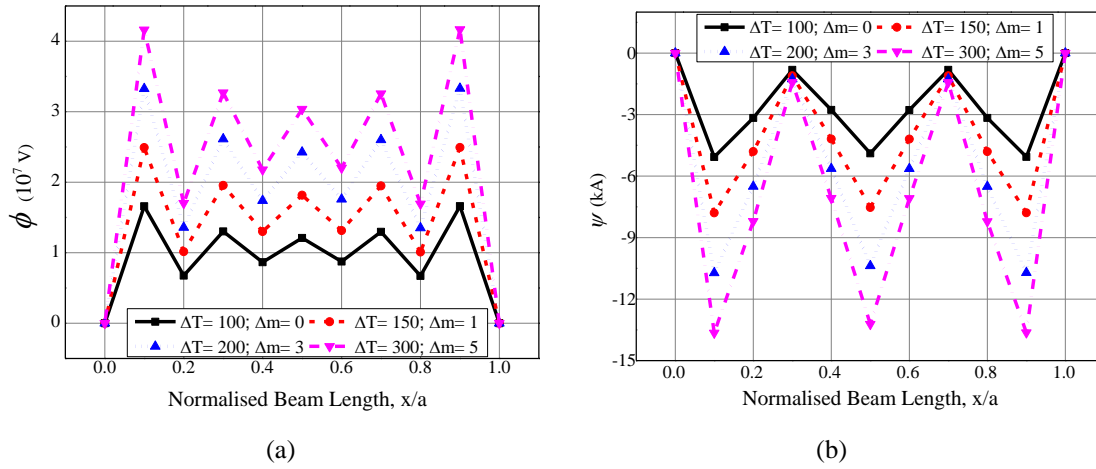 (a)
4
3
2
1
0
ϕ (10⁷ V)
ΔT= 100; Δm= 0 ΔT= 150; Δm= 1
ΔT= 200; Δm= 3 ΔT= 300; Δm= 5
0.0 0.2 0.4 0.6 0.8 1.0
Normalised Beam Length, x/a
(a)
(b)
ΔT= 100; Δm= 0 ΔT= 150; Δm= 1
ΔT= 200; Δm= 3 ΔT= 300; Δm= 5
0
-3
-6
-9
-12
-15
ψ (kA)
0.0 0.2 0.4 0.6 0.8 1.0
Normalised Beam Length, x/a
(b)